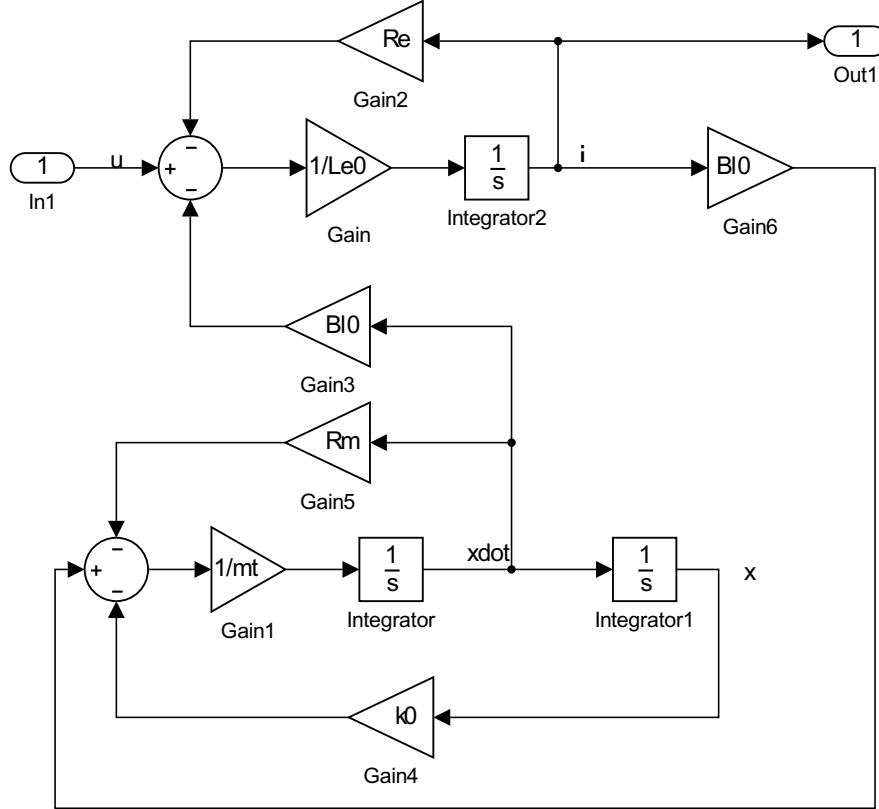 Re
1
Gain2
Out1
−
1
u
+
−
1/Le0
1
s
i
Bl0
In1
Gain
Integrator2
Gain6
Bl0
Gain3
Rm
Gain5
−
+
−
1/mt
1
s
xdot
1
s
x
Gain1
Integrator
Integrator1
k0
Gain4